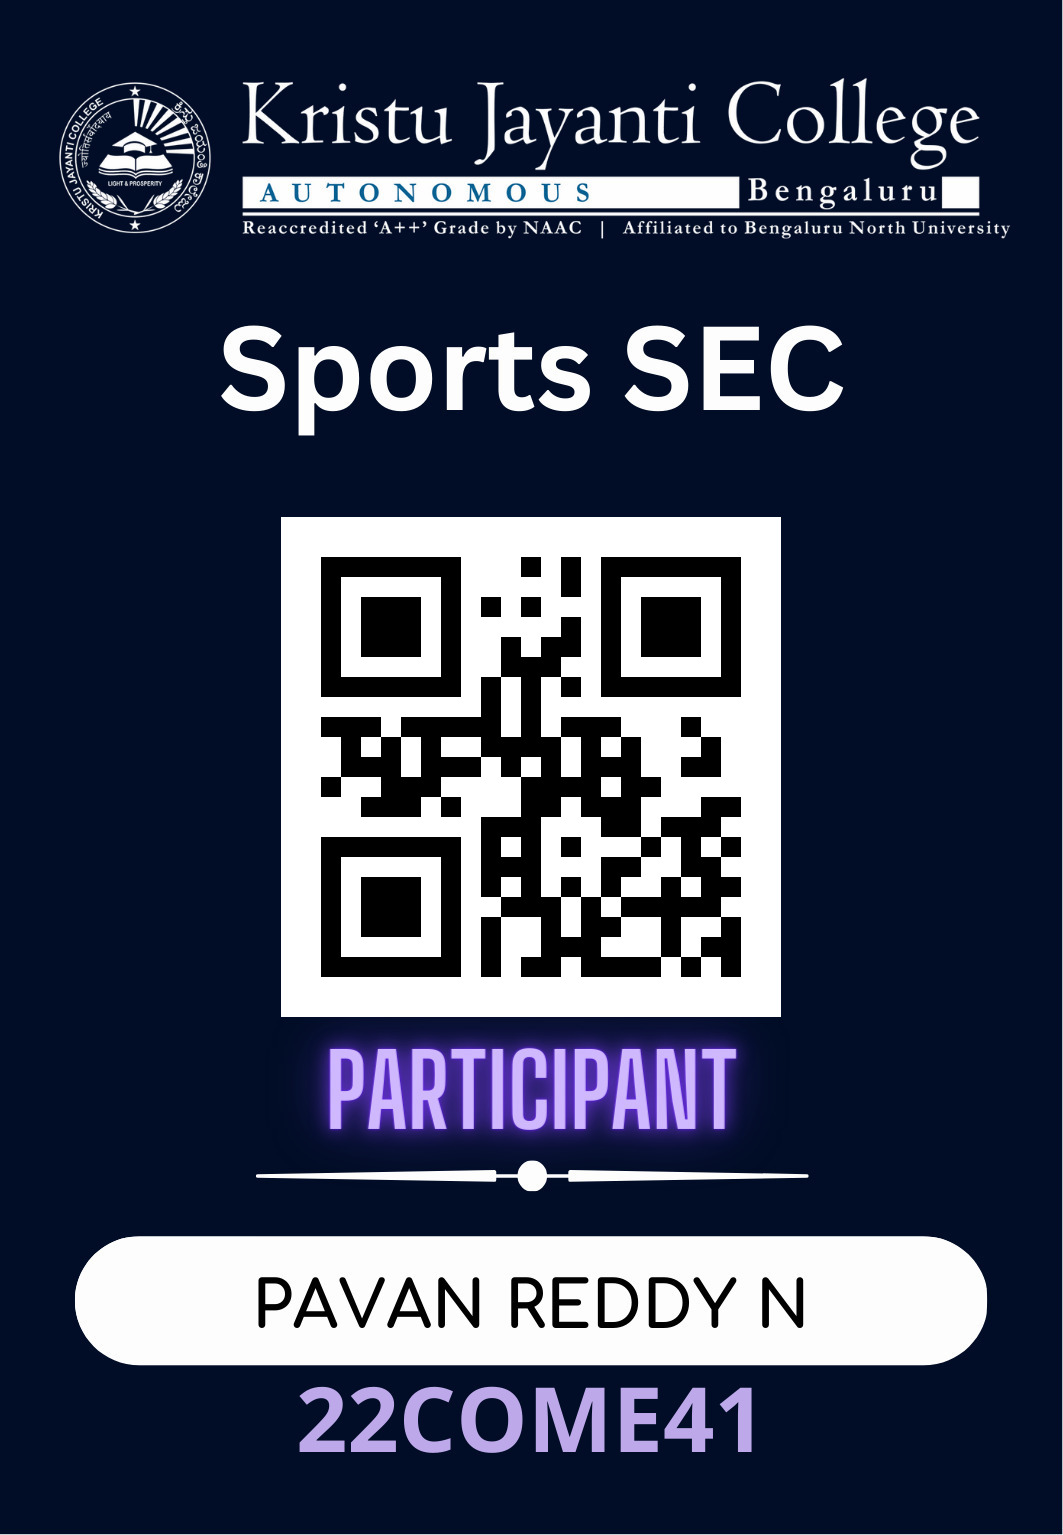 Kristu Jayanti College
AUTONOMOUS Bengaluru
Reaccredited ‘A++’ Grade by NAAC | Affiliated to Bengaluru North University
KRISTU JAYANTI COLLEGE
LIGHT & PROSPERITY
Sports SEC
PARTICIPANT
PAVAN REDDY N
22COME41